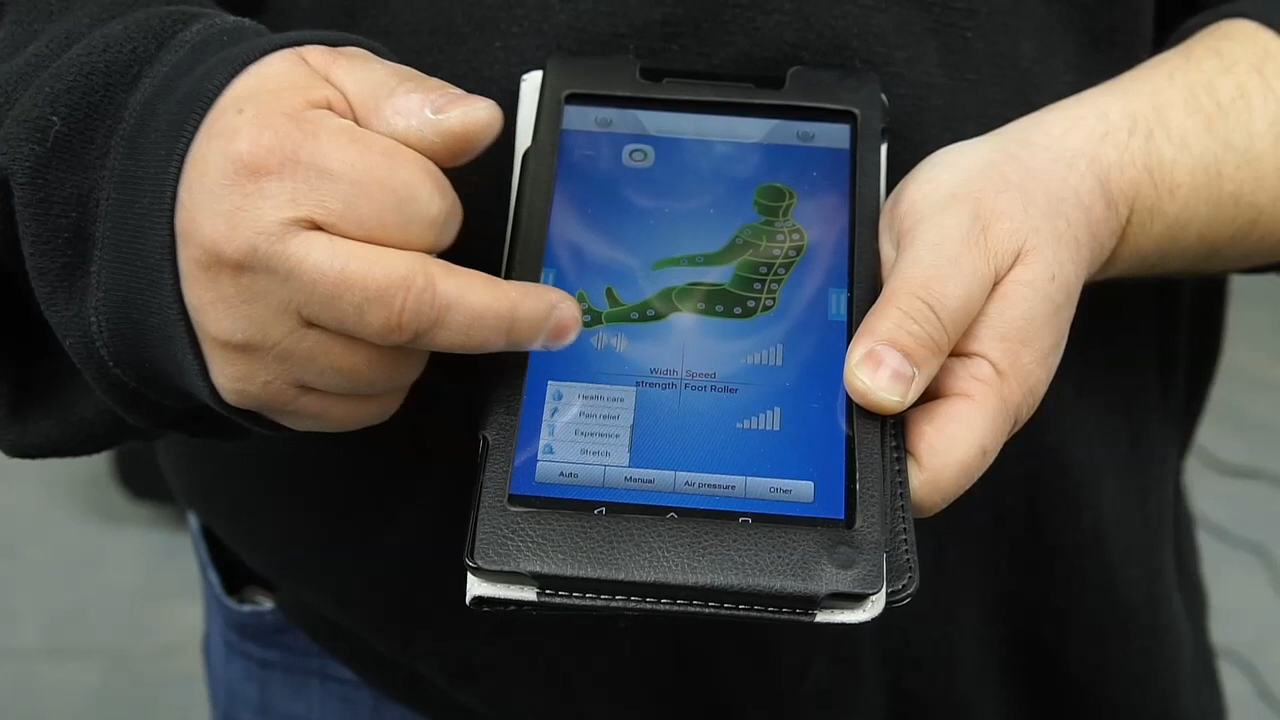 Width Speed
strength Foot Roller
Health care
Pain relief
Experience
Stretch
Auto Manual Air pressure Other